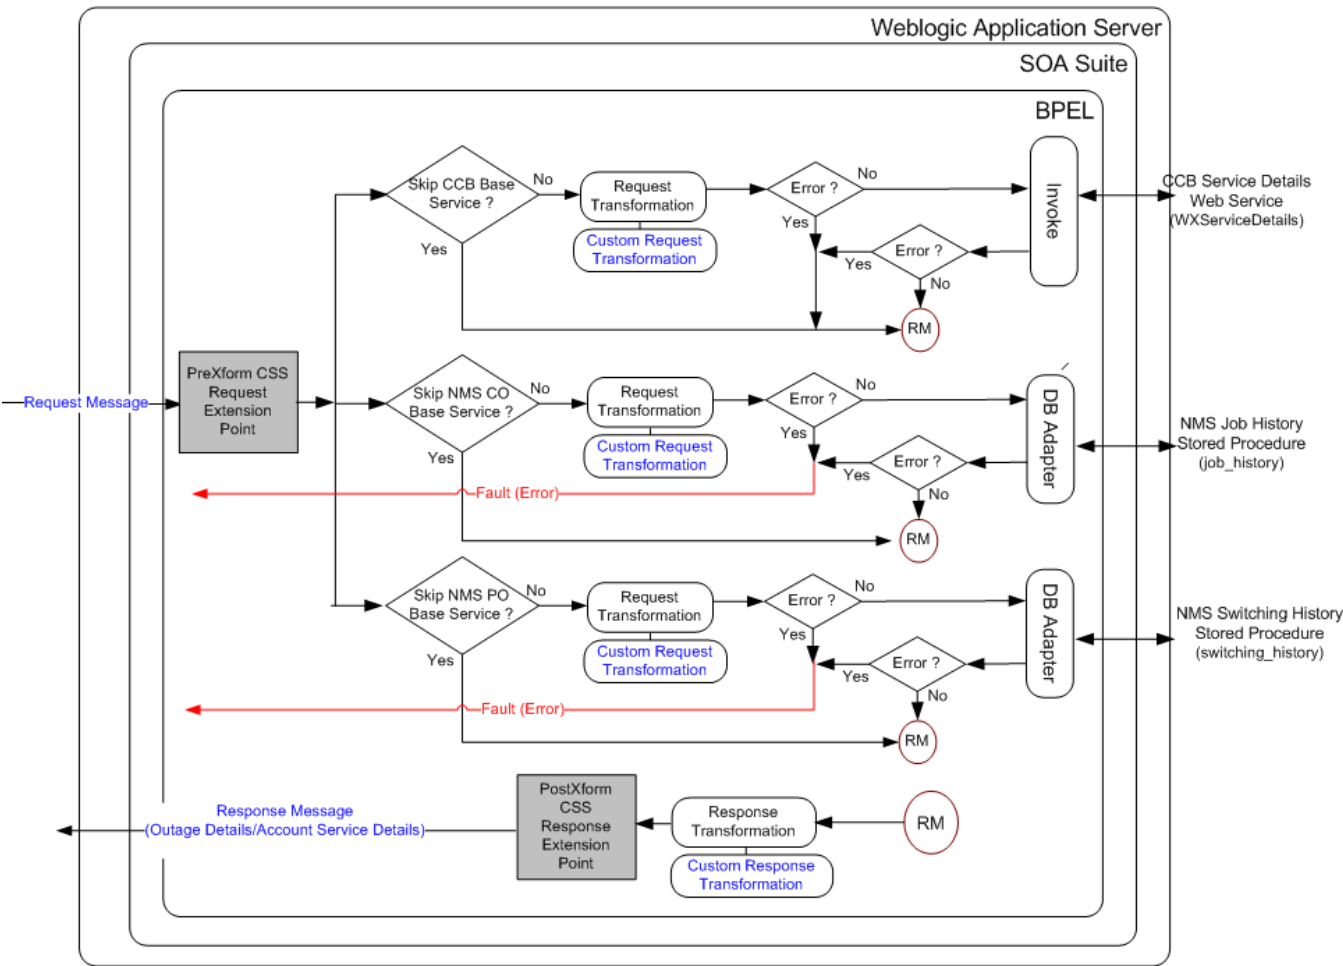 Weblogic Application Server
SOA Suite
BPEL
Skip CCB Base
Service ?
No
Yes
Request
Transformation
Custom Request
Transformation
Error ?
No
Yes
Invoke
Error ?
Yes
No
RM
CCB Service Details
Web Service
(WXServiceDetails)
Request Message
PreXform CSS
Request
Extension
Point
Skip NMS CO
Base Service ?
No
Yes
Request
Transformation
Custom Request
Transformation
Error ?
No
Yes
DB Adapter
Error ?
Yes
No
RM
Fault (Error)
NMS Job History
Stored Procedure
(job_history)
Skip NMS PO
Base Service ?
No
Yes
Request
Transformation
Custom Request
Transformation
Error ?
No
Yes
DB Adapter
Error ?
Yes
No
RM
Fault (Error)
NMS Switching History
Stored Procedure
(switching_history)
Response Message
(Outage Details/Account Service Details)
PostXform
CSS
Response
Extension
Point
Response
Transformation
Custom Response
Transformation
RM